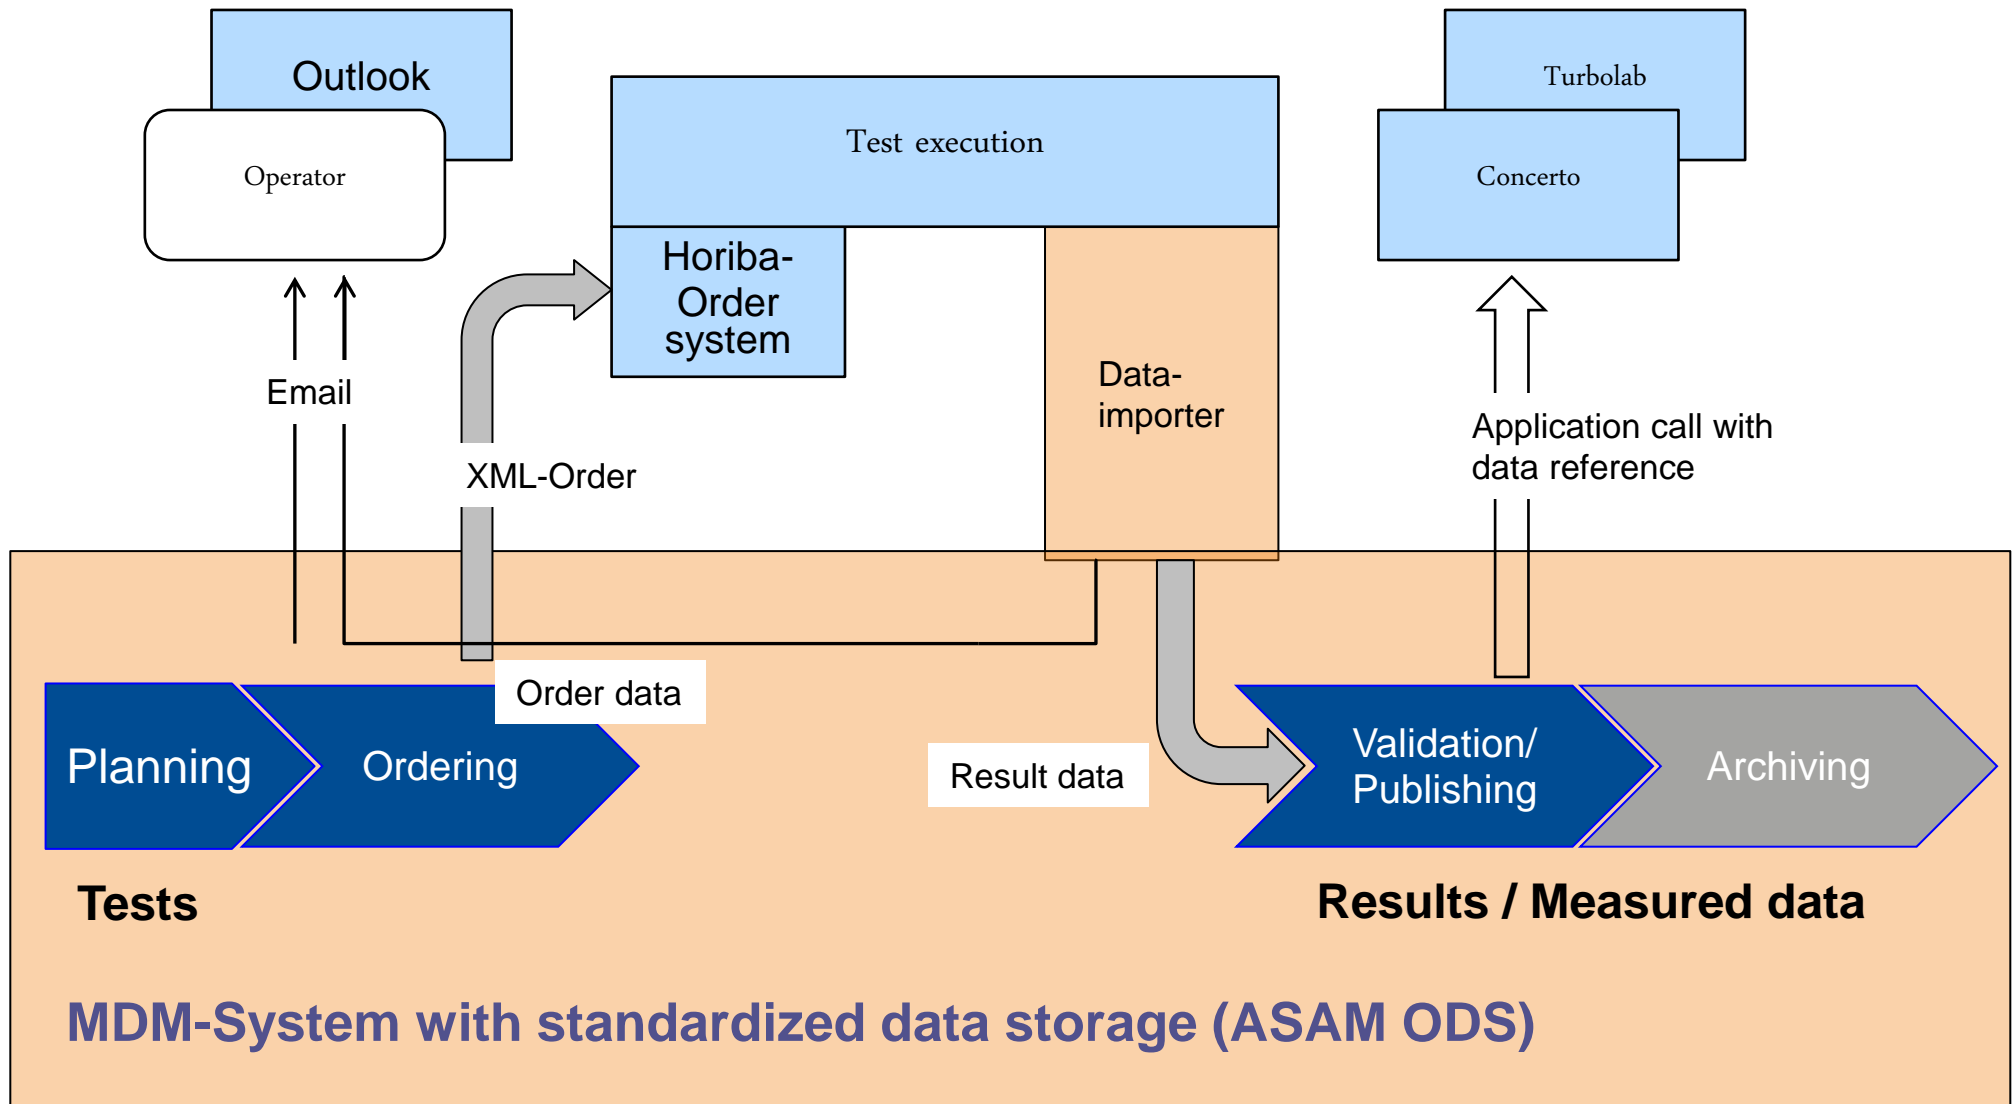 Outlook
Operator
Test execution
Turbolab
Concerto
Horiba-
Order
system
Email
XML-Order
Data-
importer
Application call with
data reference
Order data
Planning
Ordering
Result data
Validation/
Publishing
Archiving
Tests
Results / Measured data
MDM-System with standardized data storage (ASAM ODS)